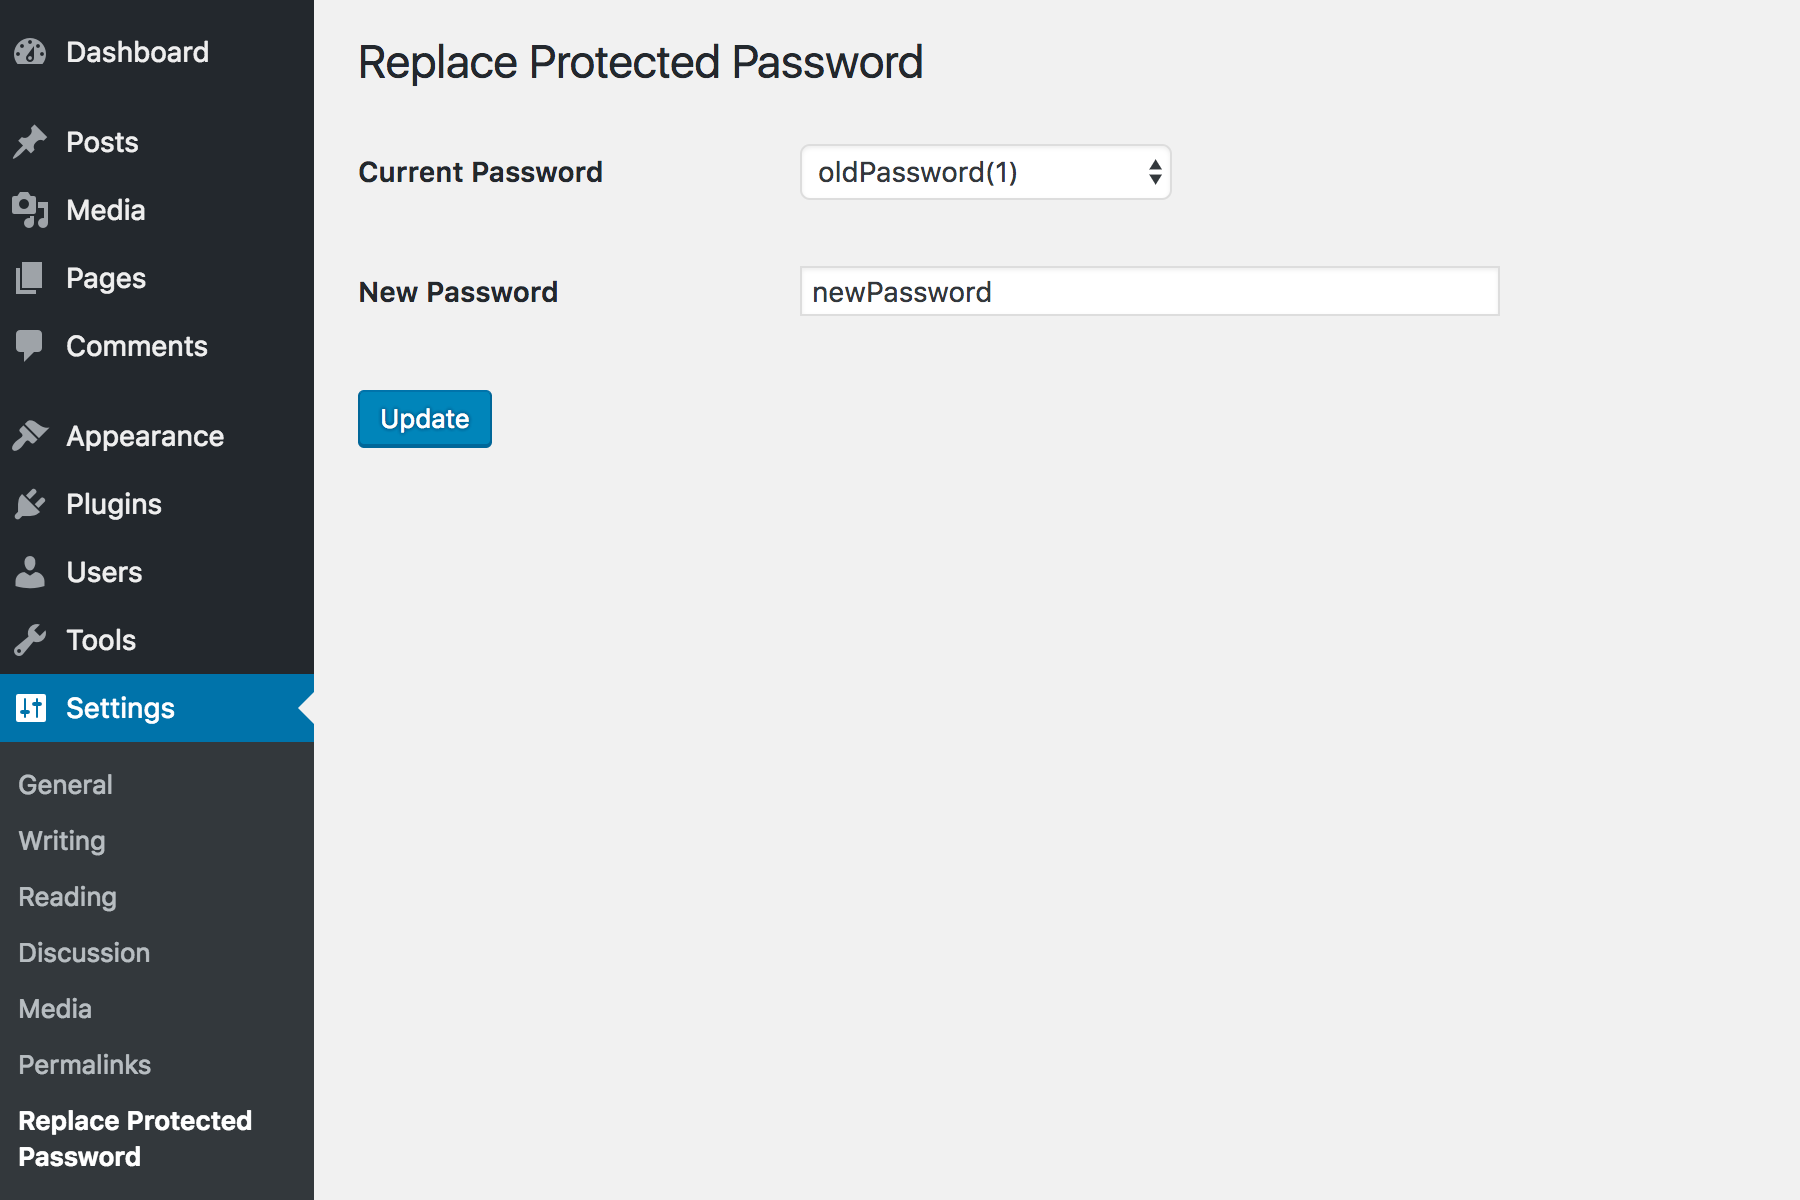 Dashboard
Posts
Media
Pages
Comments
Appearance
Plugins
Users
Tools
Settings
General
Writing
Reading
Discussion
Media
Permalinks
Replace Protected
Password
Replace Protected Password
Current Password
oldPassword(1)
New Password
newPassword
Update